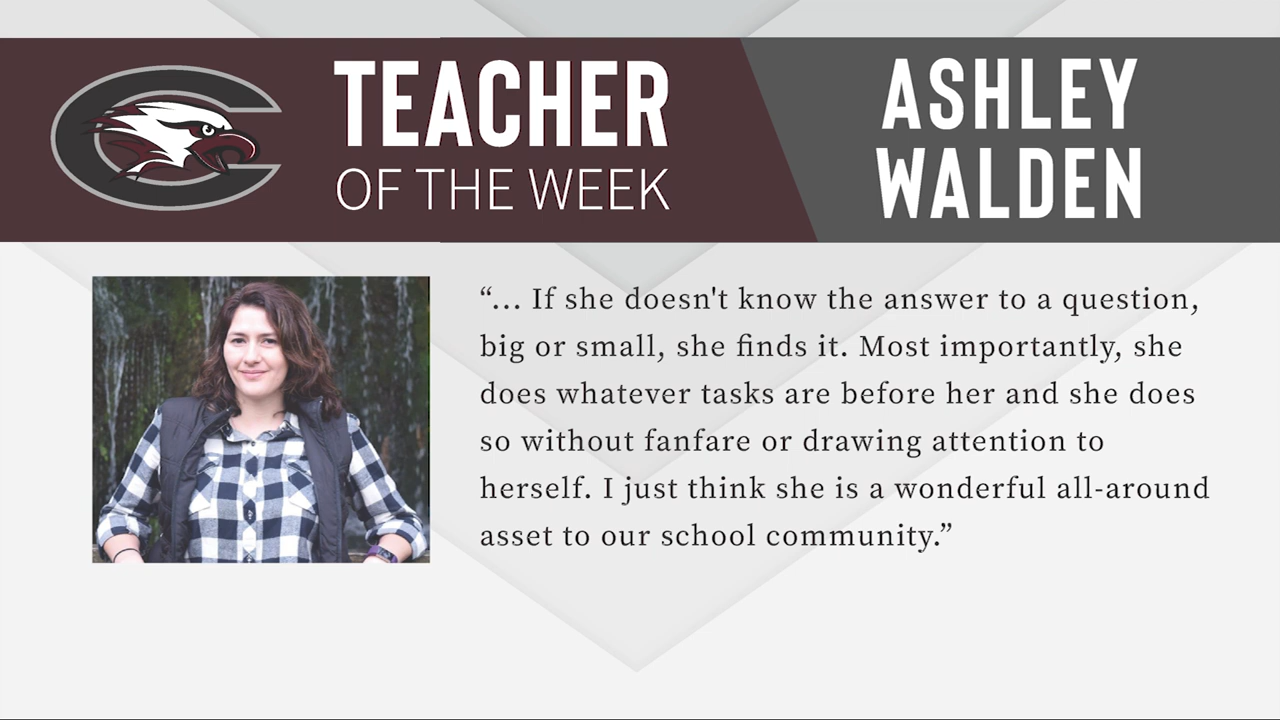 TEACHER
OF THE WEEK
ASHLEY
WALDEN
“... If she doesn't know the answer to a question,
big or small, she finds it. Most importantly, she
does whatever tasks are before her and she does
so without fanfare or drawing attention to
herself. I just think she is a wonderful all-around
asset to our school community.”